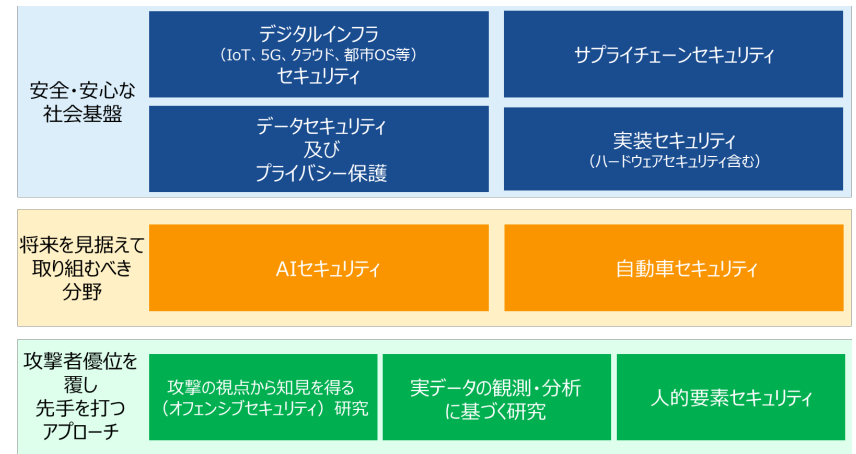 安全・安心な
社会基盤
デジタルインフラ
（IoT、5G、クラウド、都市OS等）
セキュリティ
サプライチェーンセキュリティ
データセキュリティ
及び
プライバシー保護
実装セキュリティ
（ハードウェアセキュリティ含む）
将来を見据えて
取り組むべき
分野
AIセキュリティ
自動車セキュリティ
攻撃者優位を
覆し
先手を打つ
アプローチ
攻撃の視点から知見を得る
（オフェンシブセキュリティ） 研究
実データの観測・分析
に基づく研究
人的要素セキュリティ